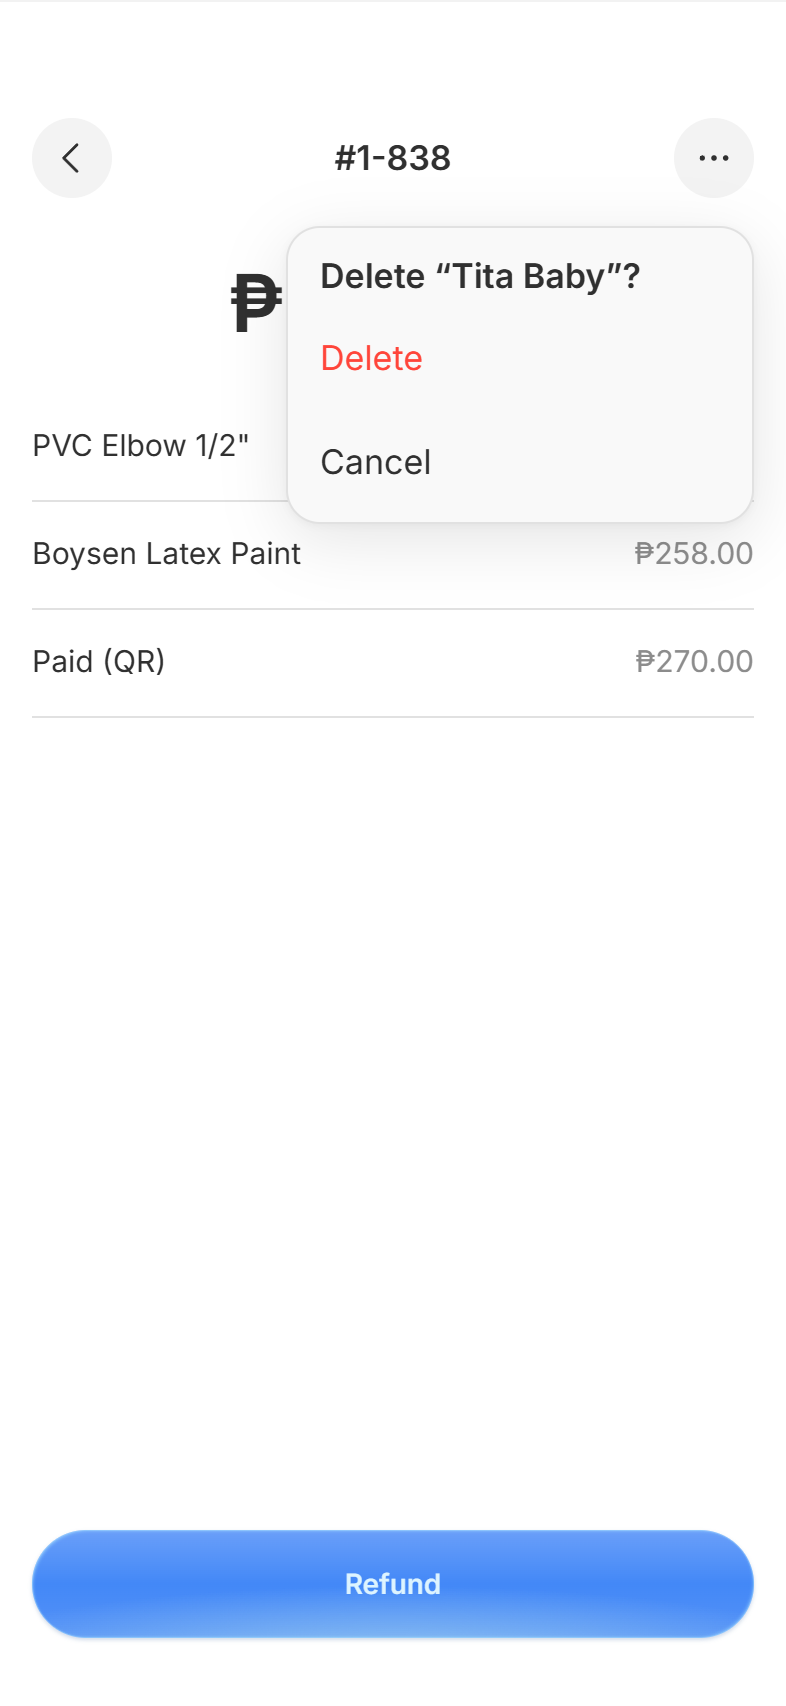 #1-838
Delete “Tita Baby”?
₱
Delete
PVC Elbow 1/2"
Cancel
Boysen Latex Paint ₱258.00
Paid (QR) ₱270.00
Refund